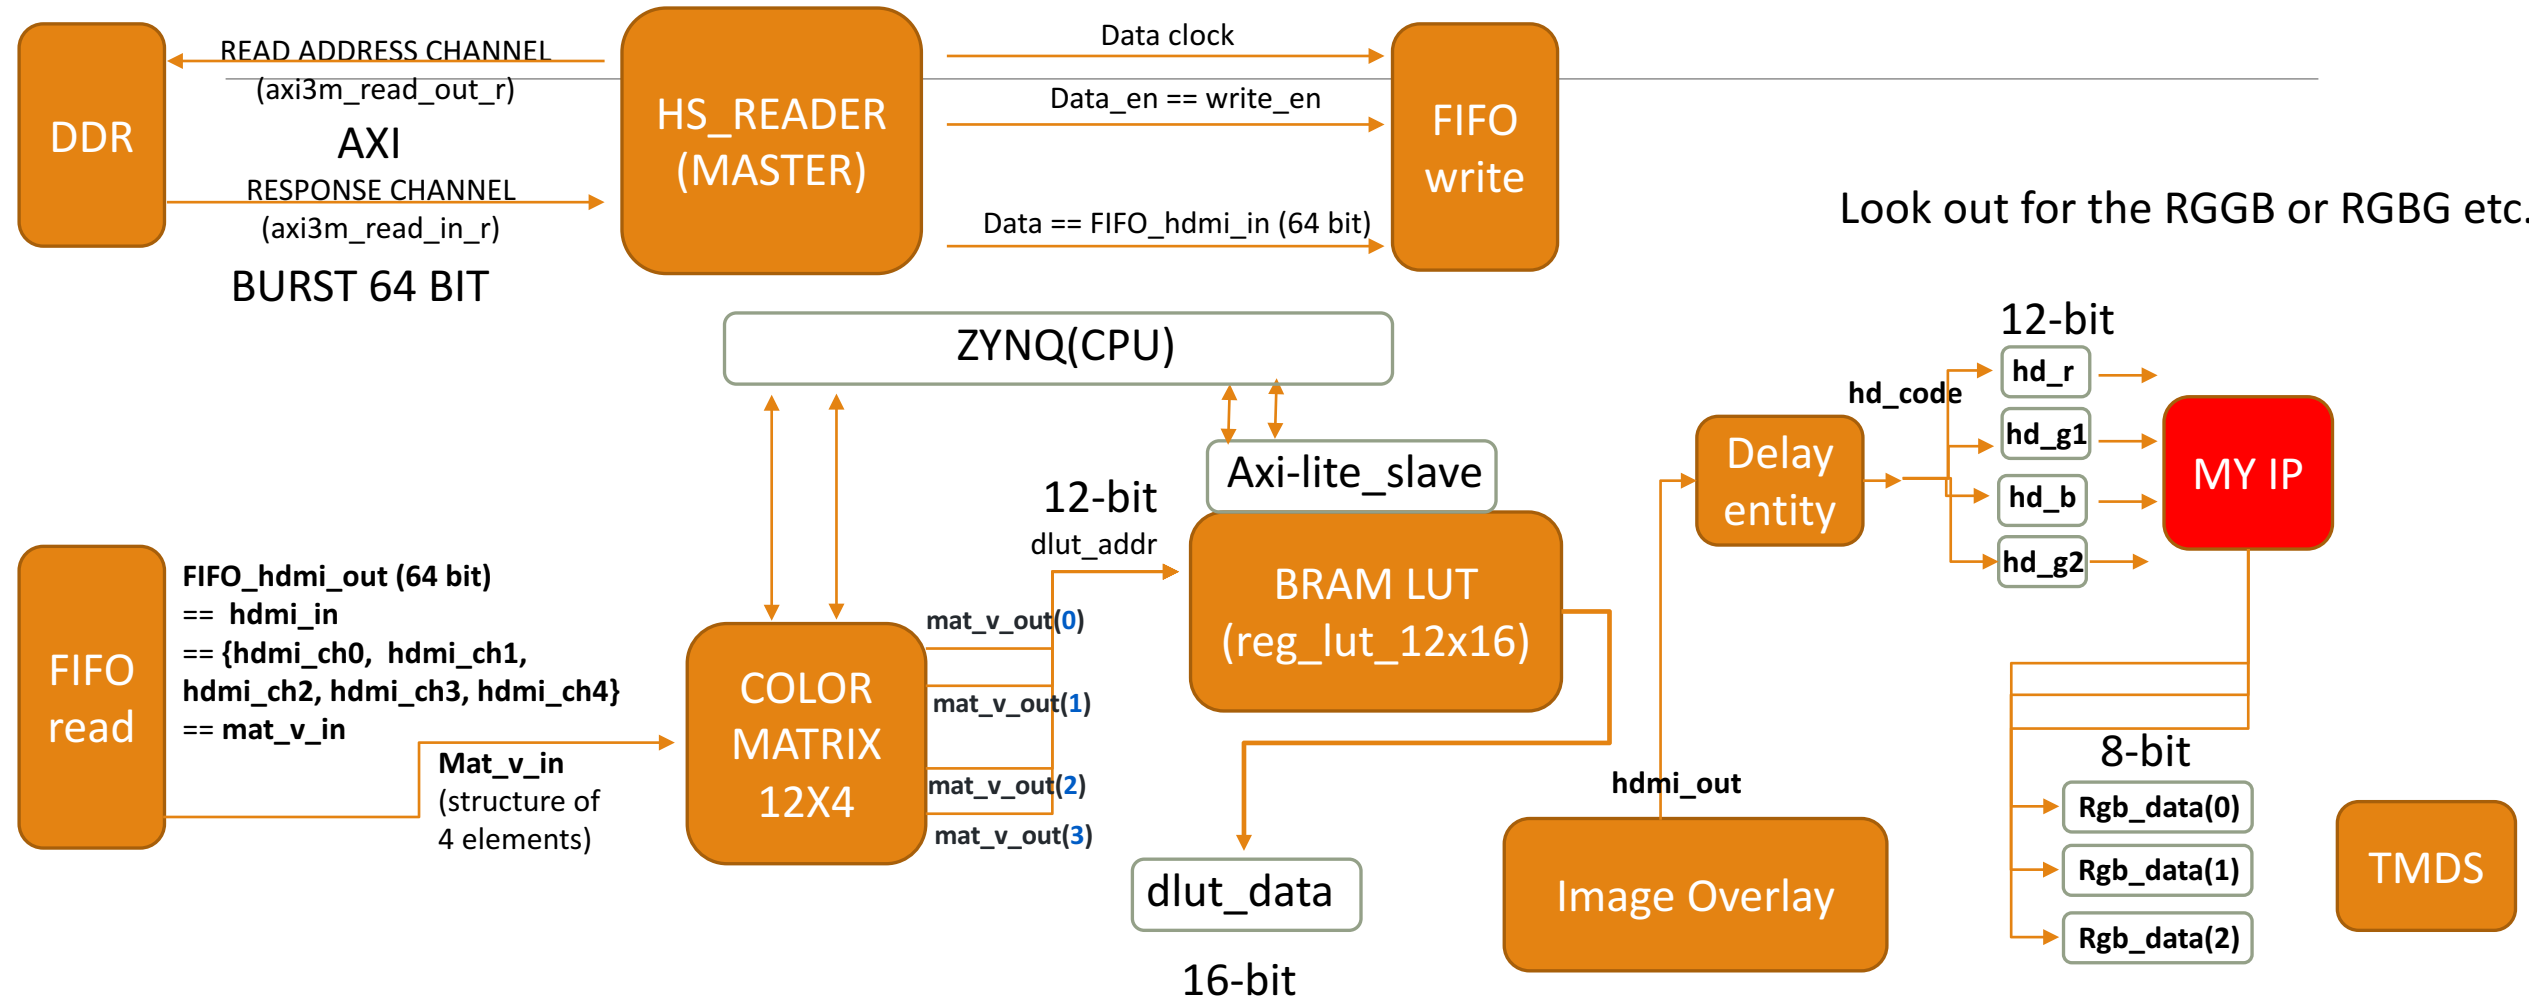 DDR
READ ADDRESS CHANNEL
(axi3m_read_out_r)
AXI
RESPONSE CHANNEL
(axi3m_read_in_r)
BURST 64 BIT
HS_READER
(MASTER)
Data clock
Data_en == write_en
Data == FIFO_hdmi_in (64 bit)
FIFO
write
Look out for the RGGB or RGBG etc.
ZYNQ(CPU)
FIFO
read
FIFO_hdmi_out (64 bit)
== hdmi_in
== {hdmi_ch0, hdmi_ch1,
hdmi_ch2, hdmi_ch3, hdmi_ch4}
== mat_v_in
Mat_v_in
(structure of
4 elements)
COLOR
MATRIX
12X4
mat_v_out(0)
mat_v_out(1)
mat_v_out(2)
mat_v_out(3)
12-bit
dlut_addr
Axi-lite_slave
BRAM LUT
(reg_lut_12x16)
dlut_data
16-bit
Image Overlay
hdmi_out
Delay
entity
hd_code
12-bit
hd_r
hd_g1
hd_b
hd_g2
MY IP
8-bit
Rgb_data(0)
Rgb_data(1)
Rgb_data(2)
TMDS